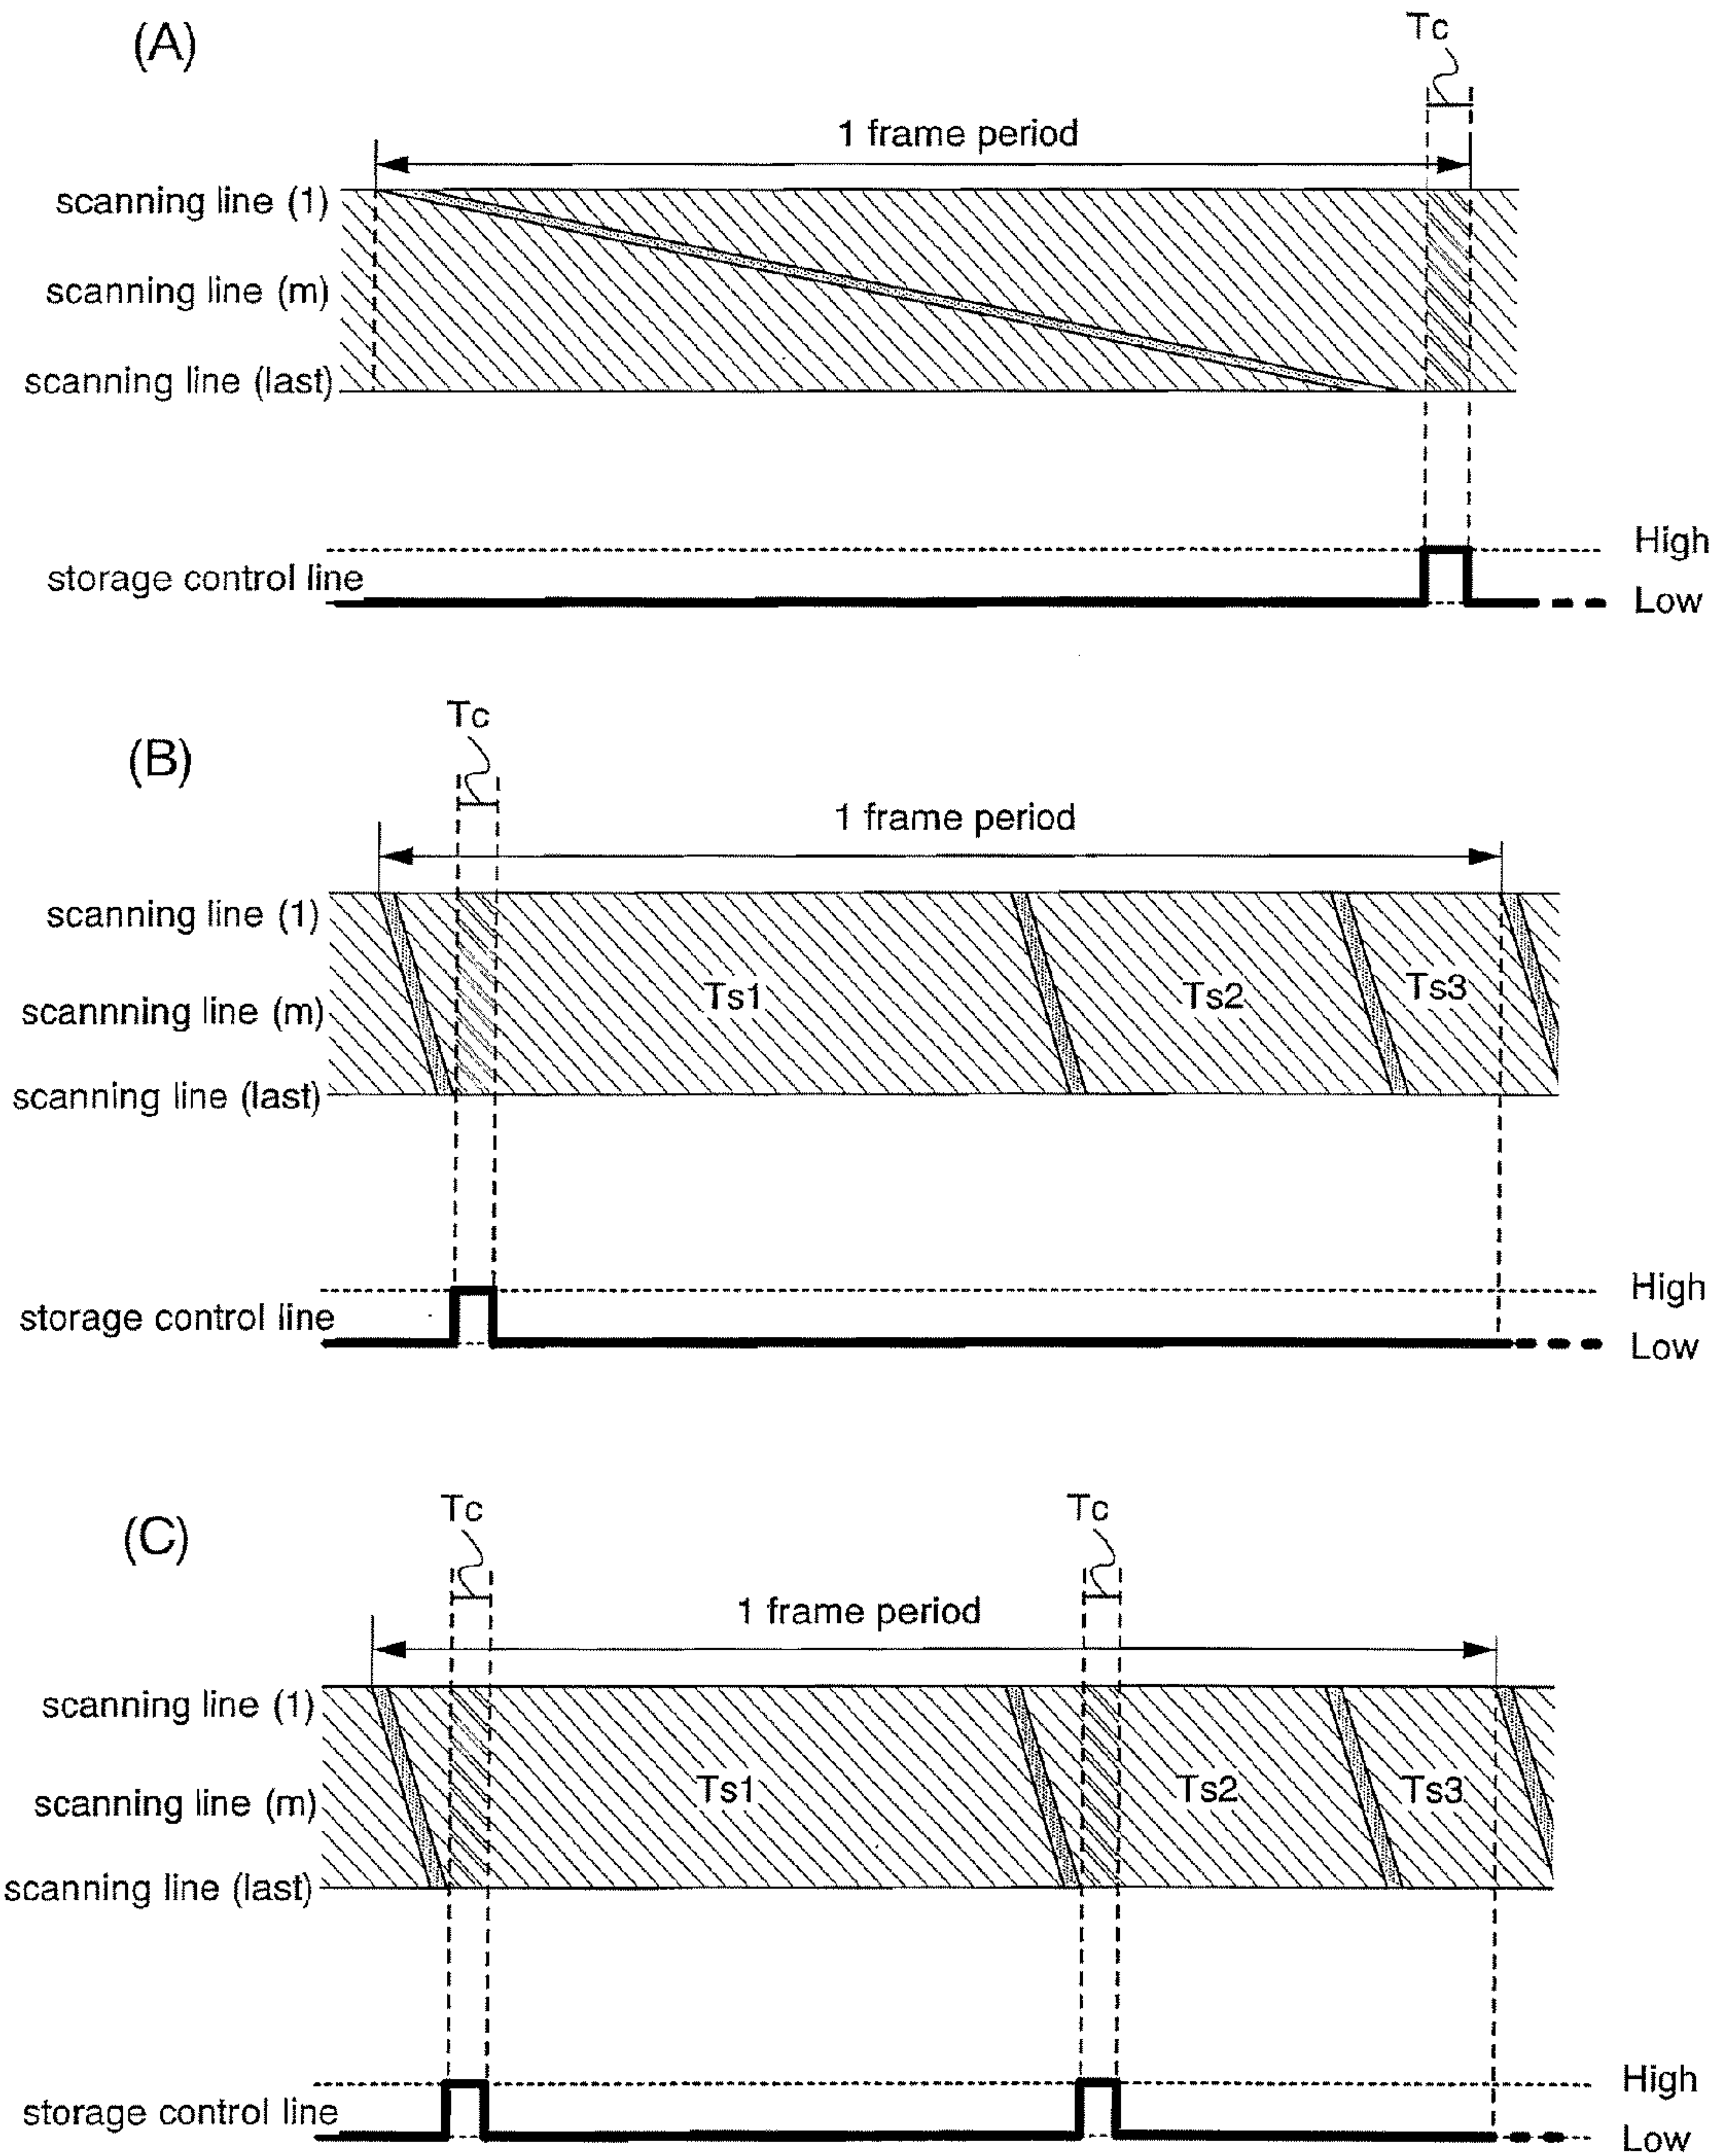 (A)
Tc
1 frame period
scanning line (1)
scanning line (m)
scanning line (last)
High
storage control line
Low
Tc
(B)
1 frame period
scanning line (1)
Ts1 Ts2 Ts3
scannning line (m)
scanning line (last)
High
storage control line
Low
Tc Tc
(C)
1 frame period
scanning line (1)
Ts1 Ts2 Ts3
scanning line (m)
scanning line (last)
High
storage control line
Low